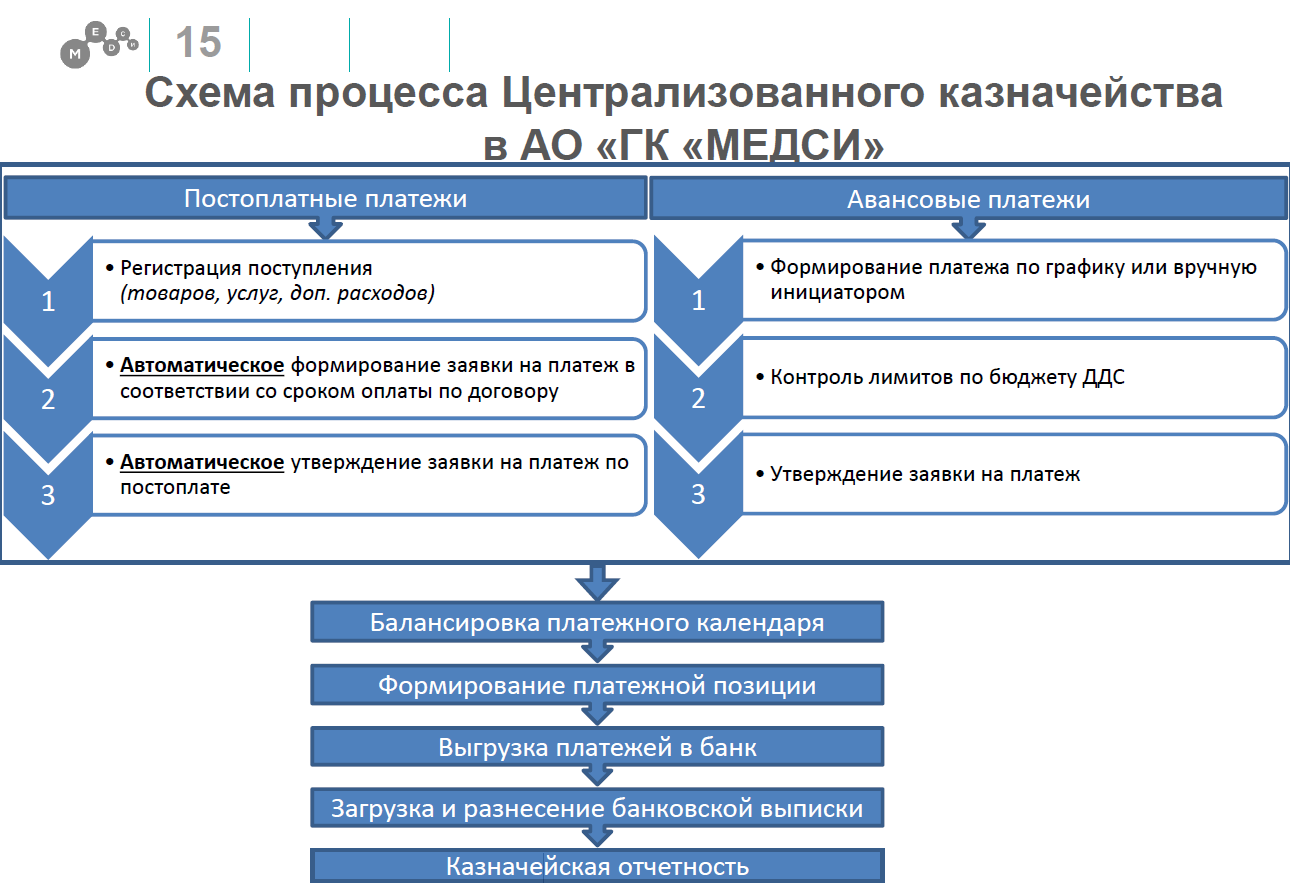 MEDСИ
15
Схема процесса Централизованного казначейства
в АО «ГК «МЕДСИ»
Постоплатные платежи
1
• Регистрация поступления
(товаров, услуг, доп. расходов)
2
• Автоматическое формирование заявки на платеж в
соответствии со сроком оплаты по договору
3
• Автоматическое утверждение заявки на платеж по
постоплате
Авансовые платежи
1
• Формирование платежа по графику или вручную
инициатором
2
• Контроль лимитов по бюджету ДДС
3
• Утверждение заявки на платеж
Балансировка платежного календаря
Формирование платежной позиции
Выгрузка платежей в банк
Загрузка и разнесение банковской выписки
Казначейская отчетность